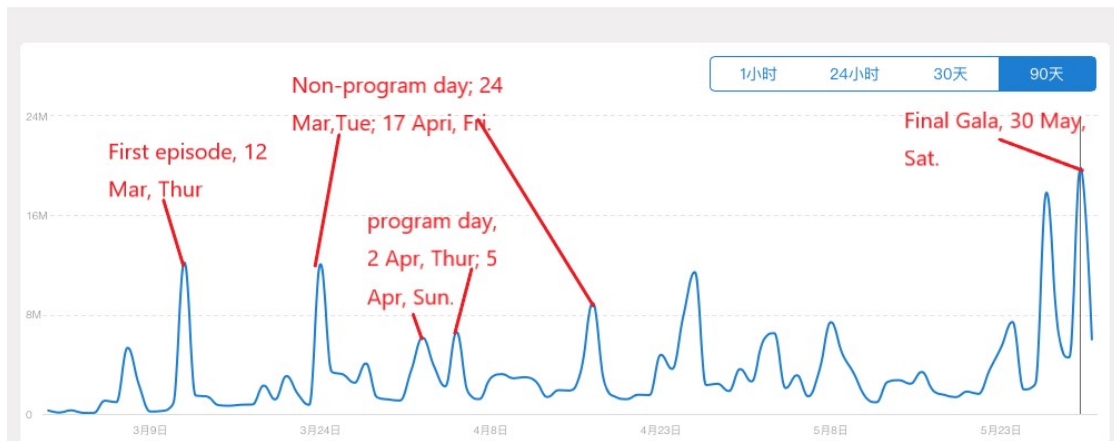 1小时 24小时 30天 90天
Non-program day; 24
Mar,Tue; 17 Apri, Fri.
First episode, 12
Mar, Thur
program day,
2 Apr, Thur; 5
Apr, Sun.
Final Gala, 30 May,
Sat.
24M
16M
8M
0
3月9日 3月24日 4月8日 4月23日 5月8日 5月23日